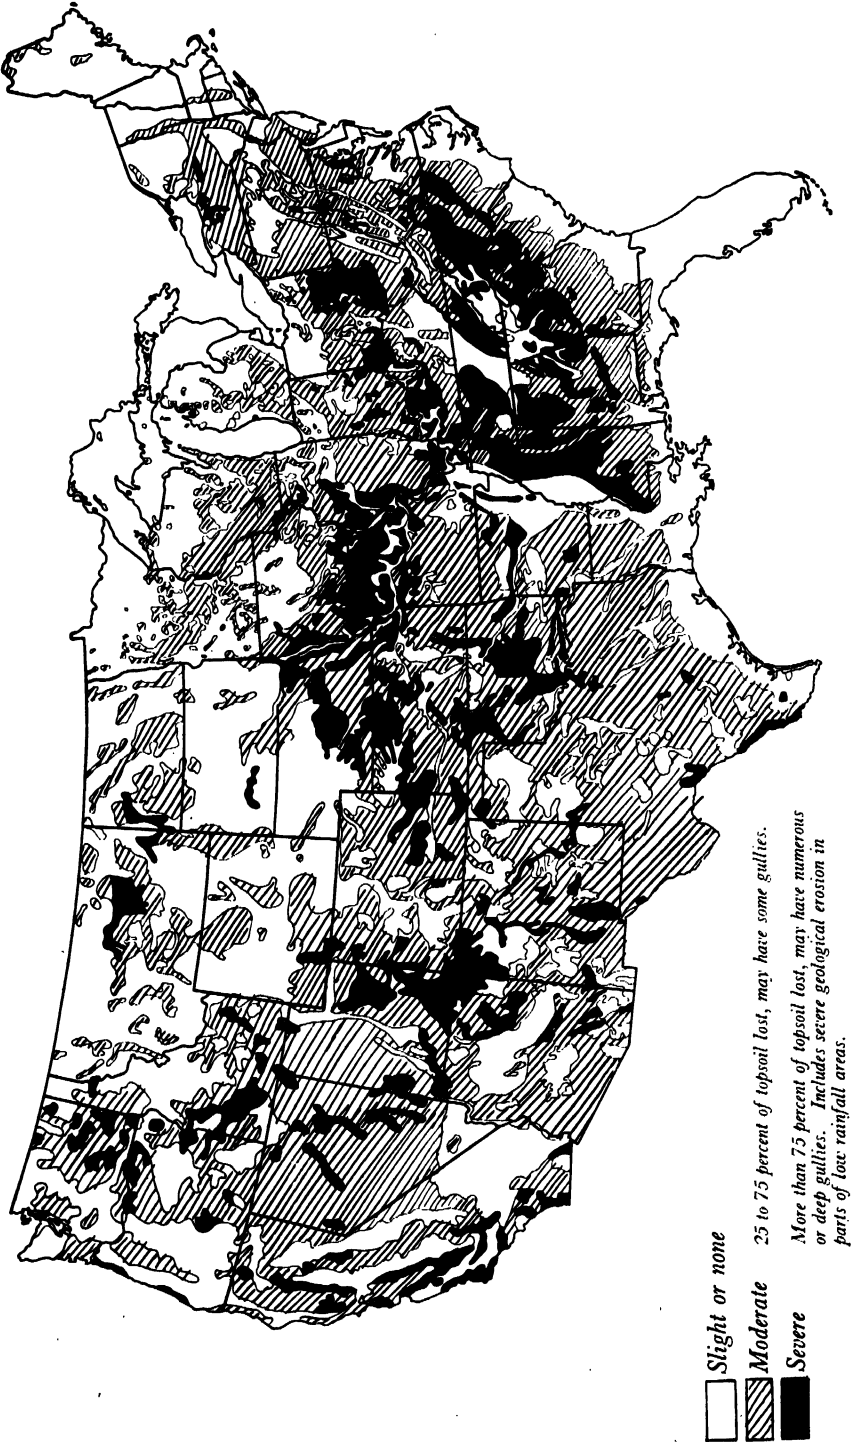 Slight or none
Moderate 25 to 75 percent of topsoil lost, may have some gullies.
Severe More than 75 percent of topsoil lost, may have numerous
or deep gullies. Includes severe geological erosion in
parts of low rainfall areas.